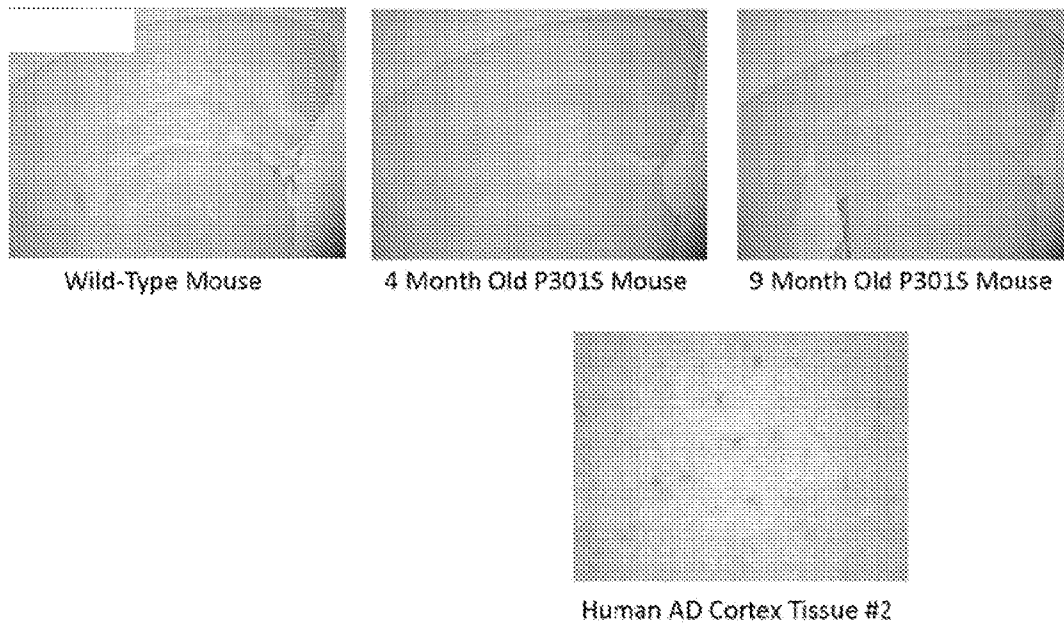 Wild-Type Mouse
4 Month Old P301S Mouse
9 Month Old P301S Mouse
Human AD Cortex Tissue #2